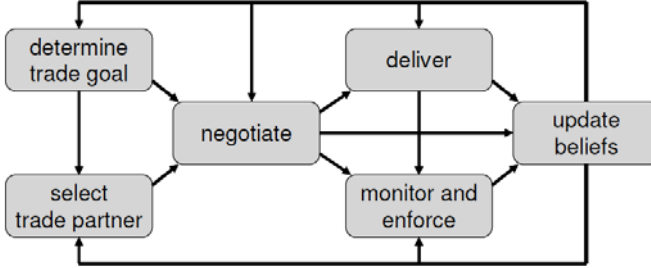 determine
trade goal
deliver
negotiate
update
beliefs
select
trade partner
monitor and
enforce